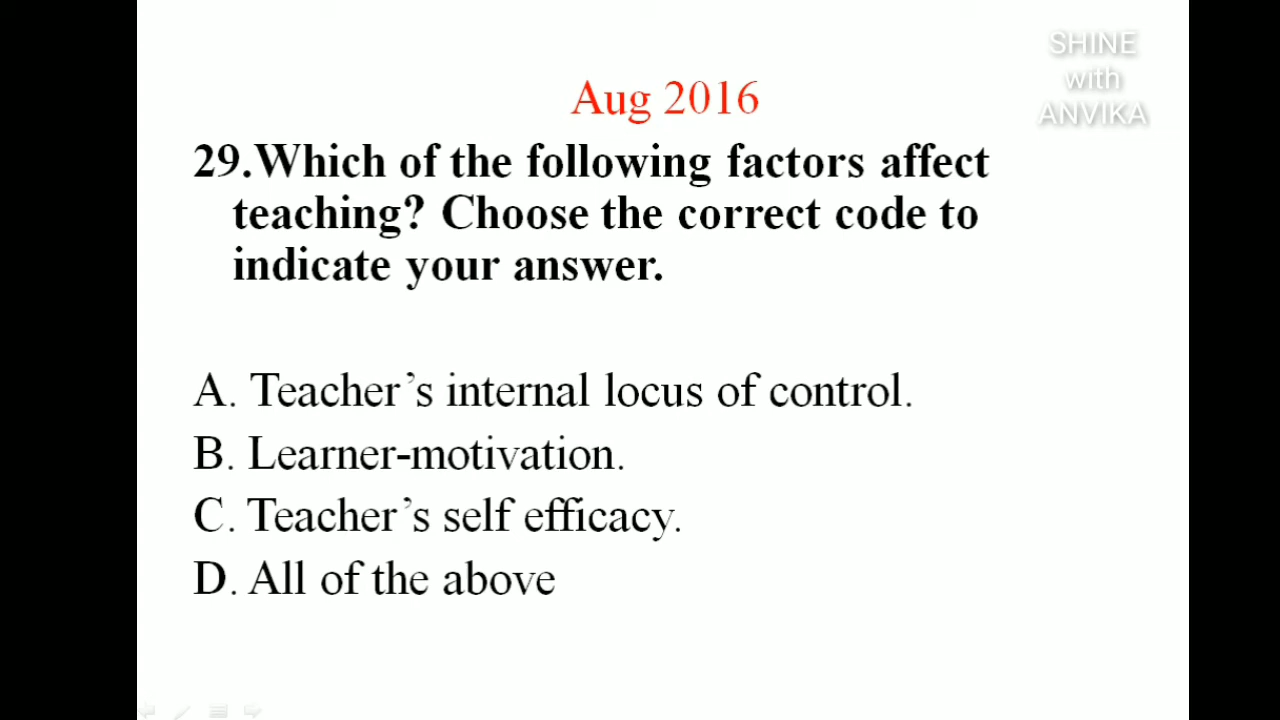 SHINE
with
ANVIKA
Aug 2016
29.Which of the following factors affect
teaching? Choose the correct code to
indicate your answer.
A. Teacher’s internal locus of control.
B. Learner-motivation.
C. Teacher’s self efficacy.
D. All of the above